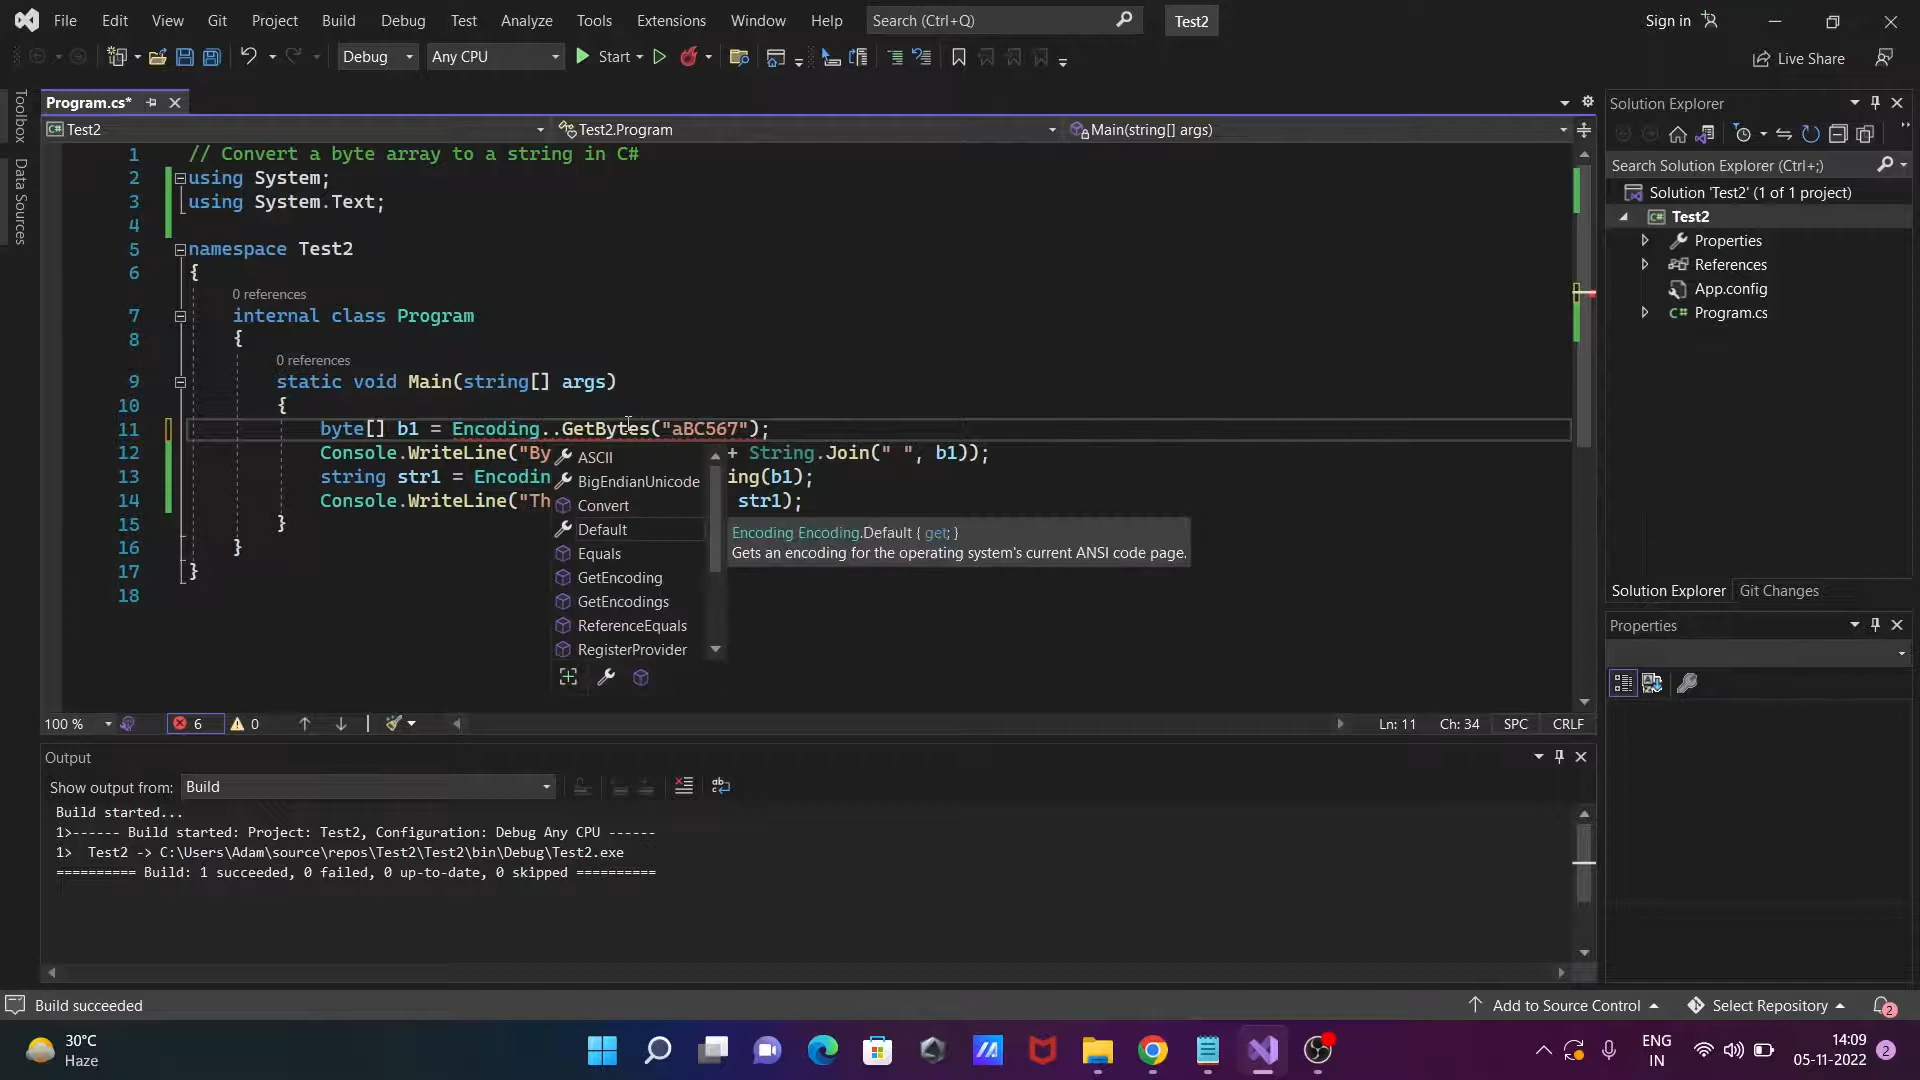 File Edit View Git Project Build Debug Test Analyze Tools Extensions Window Help Search (Ctrl+Q) Test2 Sign in
Debug Any CPU Start Live Share
Toolbox
Data Sources
Program.cs*
Test2 Test2.Program Main(string[] args)
1 // Convert a byte array to a string in C#
2 using System;
3 using System.Text;
4
5 namespace Test2
6 {
0 references
7 internal class Program
8 {
0 references
9 static void Main(string[] args)
10 {
11 byte[] b1 = Encoding..GetBytes("aBC567");
12 Console.WriteLine("By + String.Join(" ", b1));
13 string str1 = Encodin ing(b1);
14 Console.WriteLine("Th str1);
15 }
16 }
17 }
18
ASCII
BigEndianUnicode
Convert
Default
Equals
GetEncoding
GetEncodings
ReferenceEquals
RegisterProvider
Encoding Encoding.Default { get; }
Gets an encoding for the operating system's current ANSI code page.
100 % 6 0 Ln: 11 Ch: 34 SPC CRLF
Output
Show output from: Build
Build started...
1>------ Build started: Project: Test2, Configuration: Debug Any CPU ------
1> Test2 -> C:\Users\Adam\source\repos\Test2\Test2\bin\Debug\Test2.exe
========== Build: 1 succeeded, 0 failed, 0 up-to-date, 0 skipped ==========
Solution Explorer
Search Solution Explorer (Ctrl+;)
Solution 'Test2' (1 of 1 project)
Test2
Properties
References
App.config
Program.cs
Solution Explorer Git Changes
Properties
Build succeeded Add to Source Control Select Repository 2
30°C
Haze
ENG
IN
14:09
05-11-2022
2